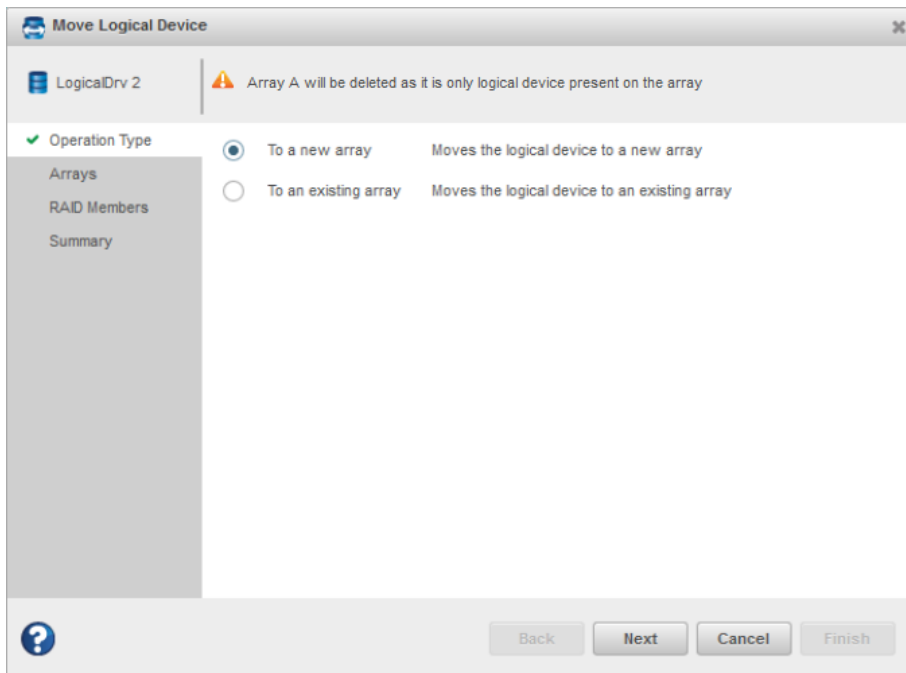 Move Logical Device
LogicalDrv 2
Array A will be deleted as it is only logical device present on the array
Operation Type
Arrays
RAID Members
Summary
To a new array Moves the logical device to a new array
To an existing array Moves the logical device to an existing array
? Back Next Cancel Finish